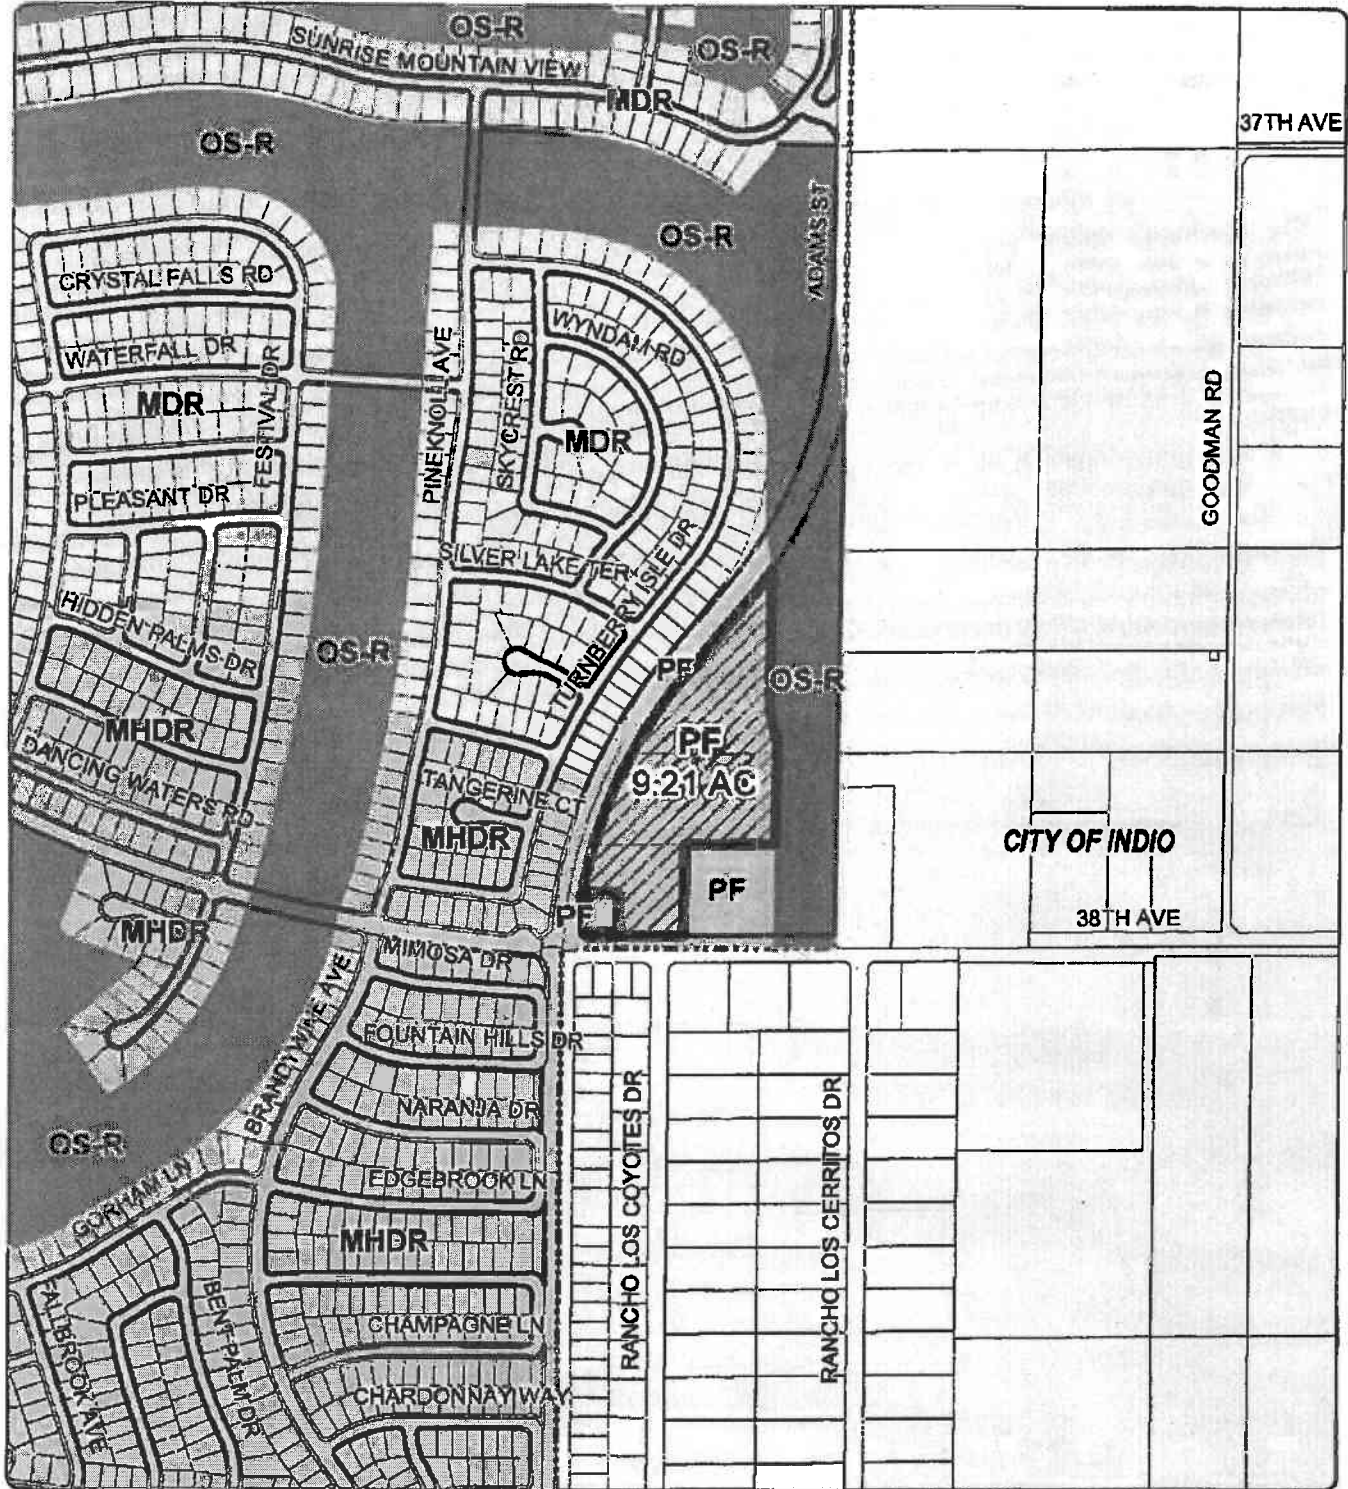 OS-R
SUNRISE MOUNTAIN VIEW
OS-R
MDR
37TH AVE
OS-R
ADAMS ST
OS-R
CRYSTAL FALLS RD
WYNDAM RD
WATERFALL DR
FESTIVAL DR
PINEKNOLL AVE
SKYCREST RD
MDR
MDR
GOODMAN RD
PLEASANT DR
SILVER LAKE TER
TURNBERRY ISLE DR
HIDDEN PALMS DR
OS-R
PF
OS-R
MHDR
PF
9.21 AC
DANCING WATERS RD
TANGERINE CT
MHDR
CITY OF INDIO
PF
PF
38TH AVE
MHDR
MIMOSA DR
BRANDYWINE AVE
FOUNTAIN HILLS DR
RANCHO LOS COYOTES DR
RANCHO LOS CERRITOS DR
NARANJA DR
OS-R
EDGEBROOK LN
GORHAM LN
MHDR
FALLBROOK AVE
BENT PALM DR
CHAMPAGNE LN
CHARDONNAY WAY